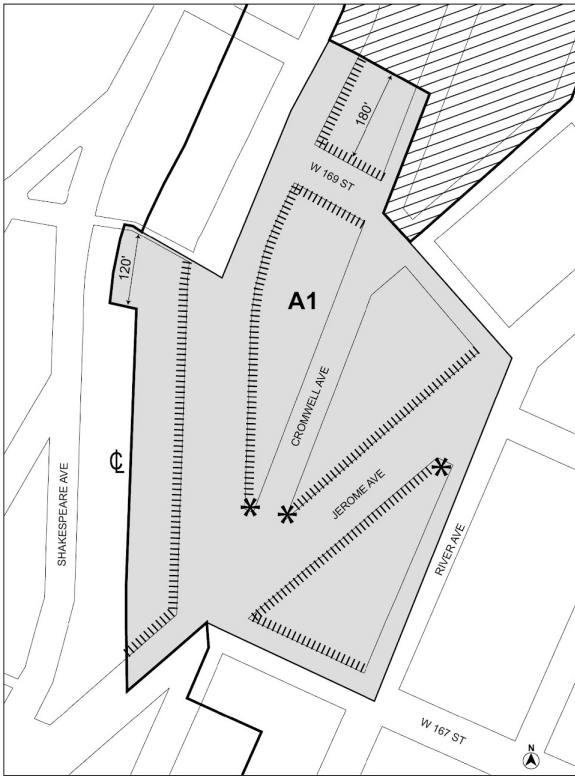 180'
W 169 ST
120'
A1
CROMWELL AVE
℄
SHAKESPEARE AVE
JEROME AVE
RIVER AVE
W 167 ST
N